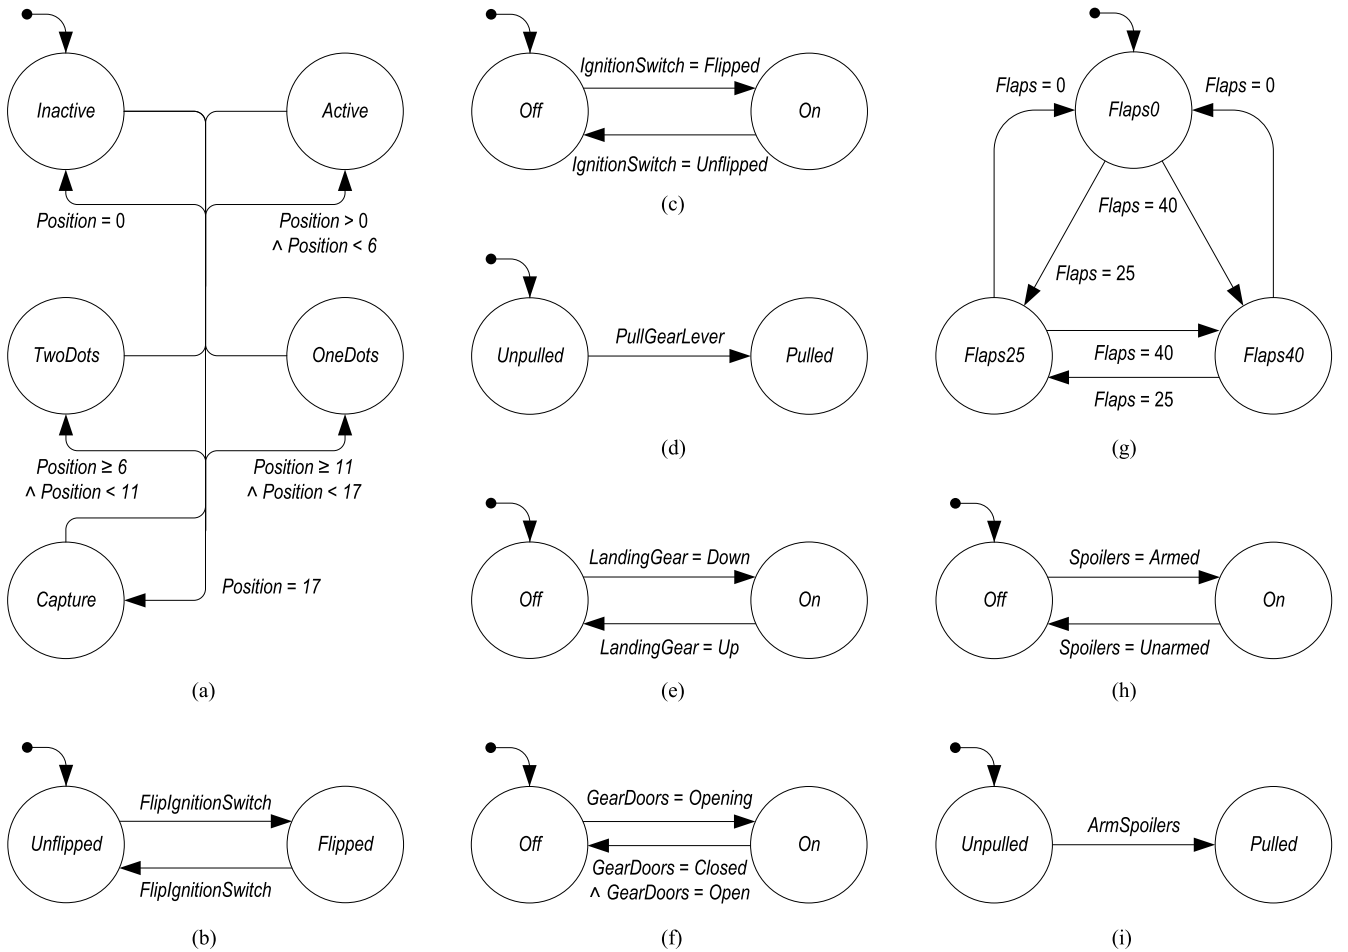 Inactive
Active
Position = 0
Position > 0
∧ Position < 6
TwoDots
OneDots
Position ≥ 6
∧ Position < 11
Position ≥ 11
∧ Position < 17
Capture
Position = 17
(a)
Unflipped
FlipIgnitionSwitch
Flipped
FlipIgnitionSwitch
(b)
Off
IgnitionSwitch = Flipped
On
IgnitionSwitch = Unflipped
(c)
Unpulled
PullGearLever
Pulled
(d)
Off
LandingGear = Down
On
LandingGear = Up
(e)
Off
GearDoors = Opening
On
GearDoors = Closed
∧ GearDoors = Open
(f)
Flaps = 0
Flaps0
Flaps = 0
Flaps = 40
Flaps = 25
Flaps25
Flaps = 40
Flaps40
Flaps = 25
(g)
Off
Spoilers = Armed
On
Spoilers = Unarmed
(h)
Unpulled
ArmSpoilers
Pulled
(i)